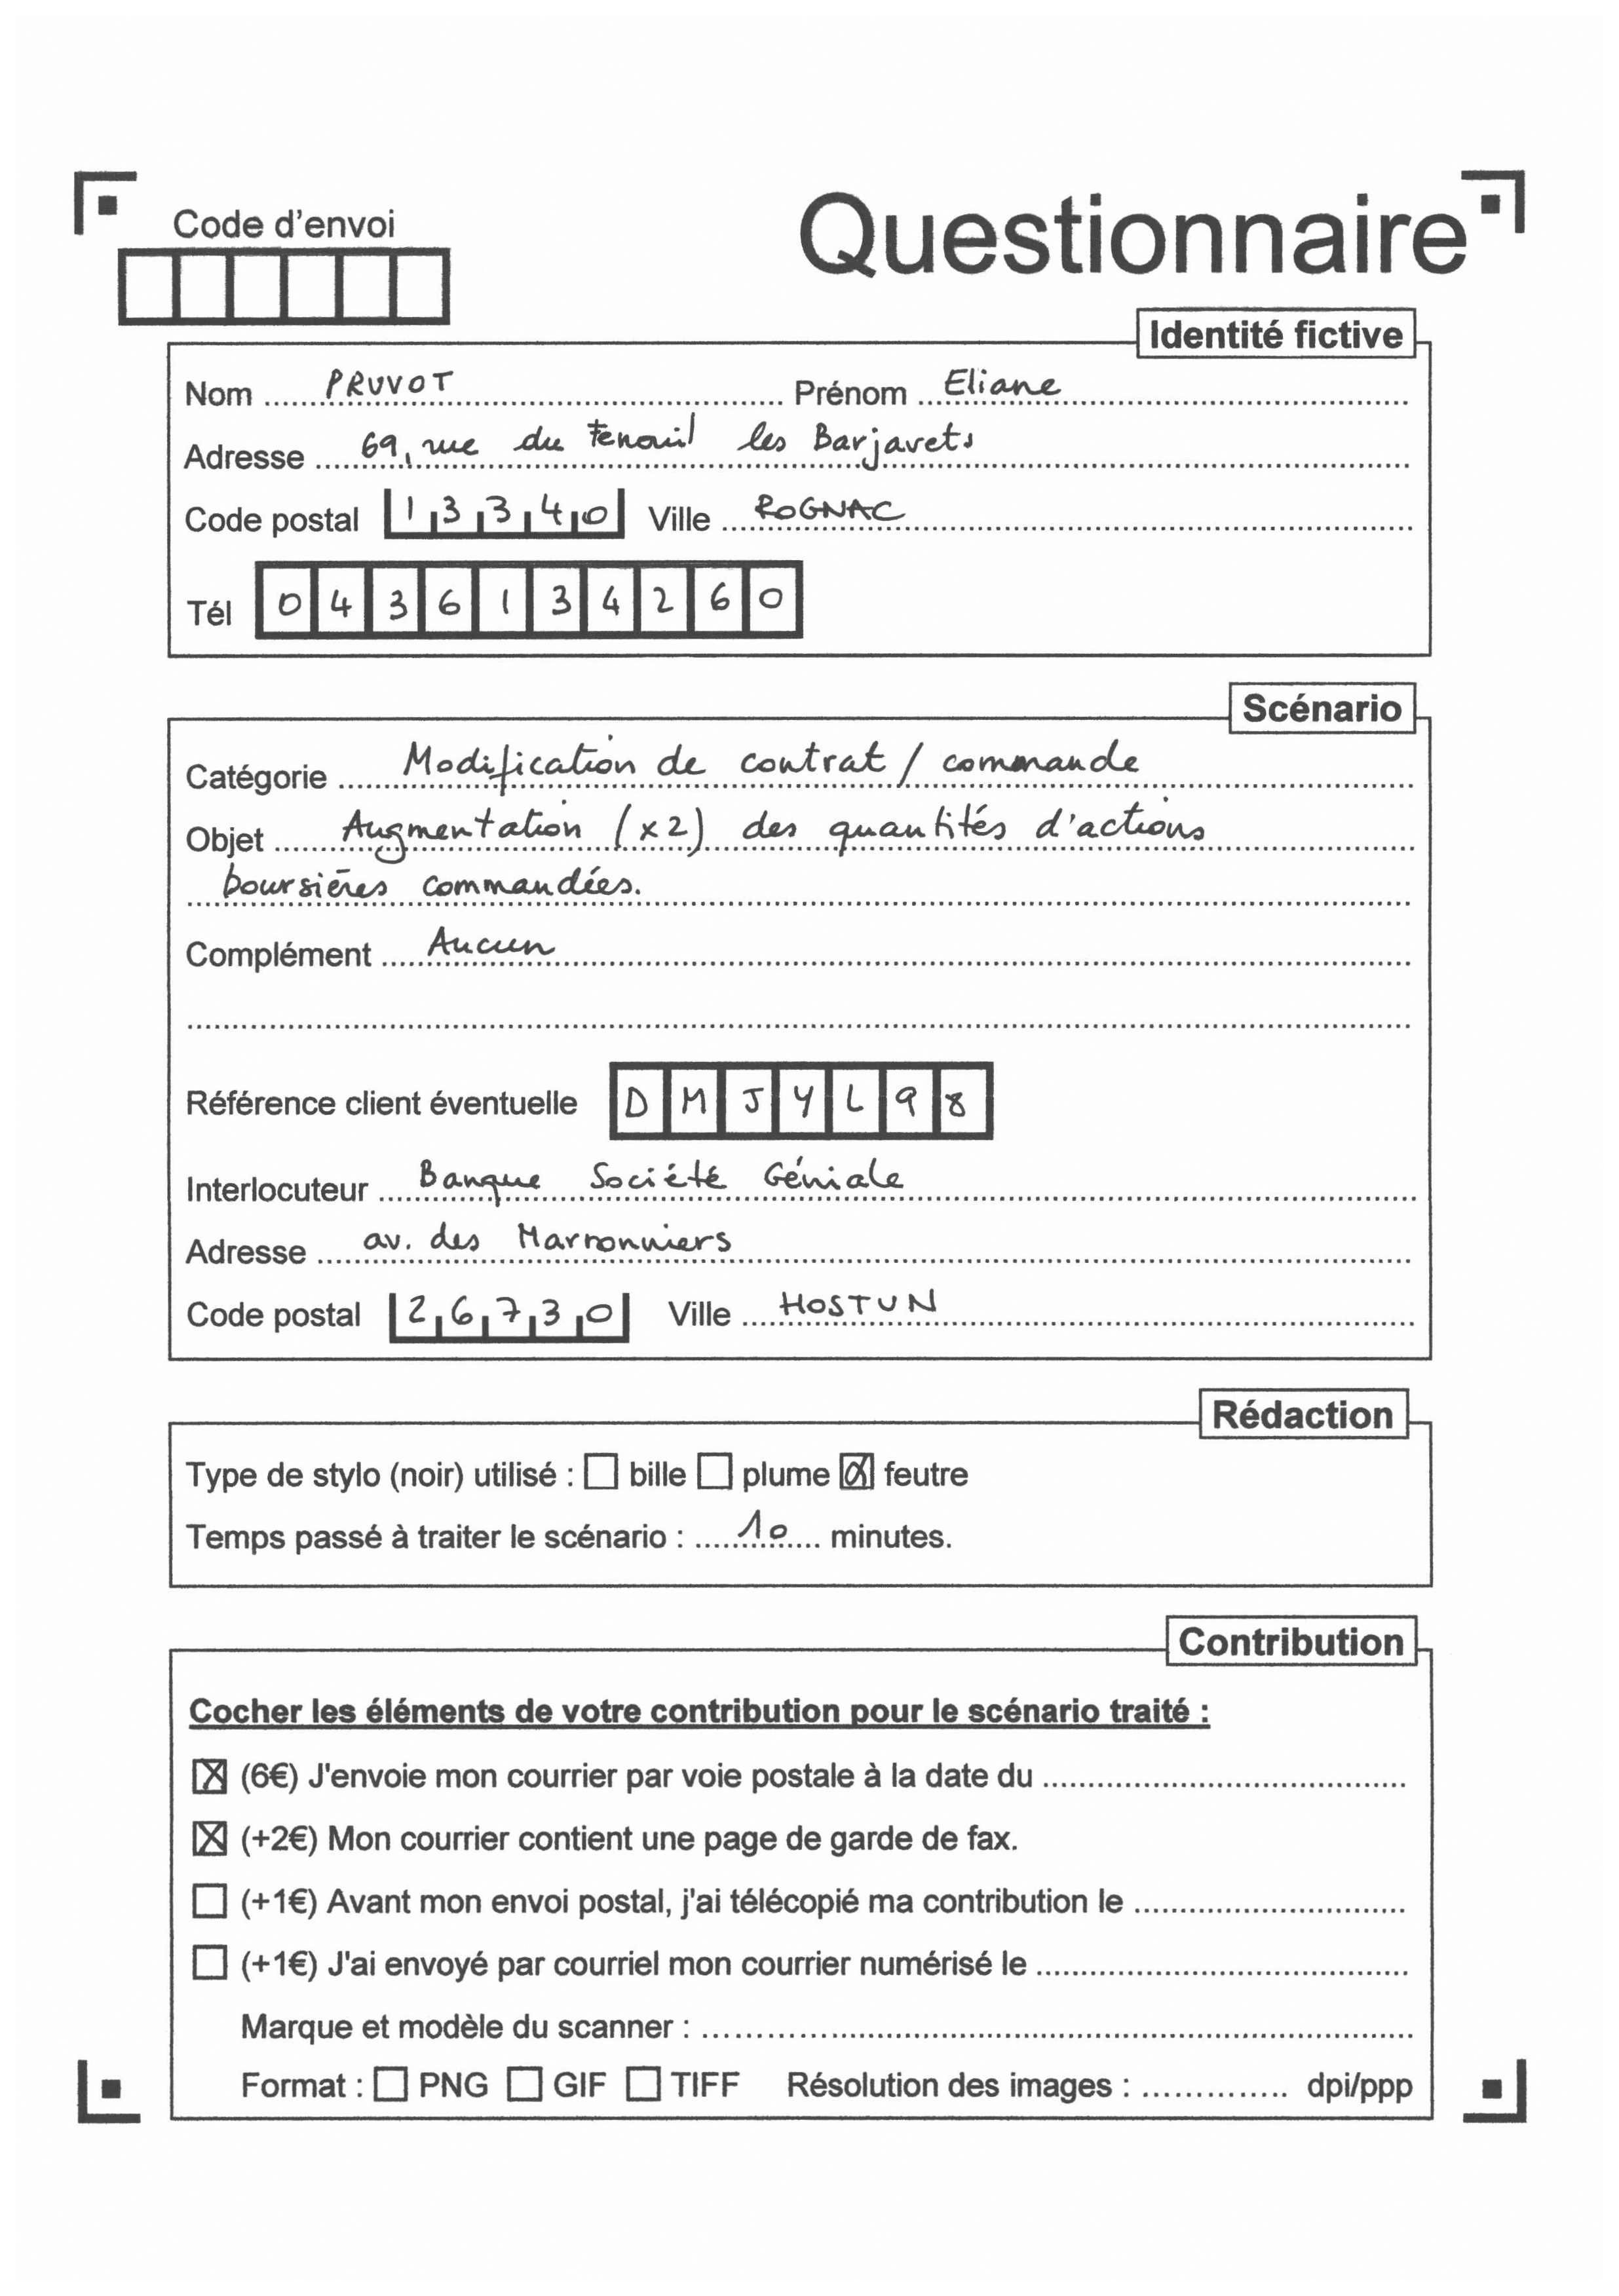 Code d'envoi
Questionnaire
Identité fictive
Nom PRUVOT Prénom Eliane
Adresse 69, rue du Fenouil les Barjavets
Code postal 13340 Ville ROGNAC
Tél 0436134260
Scénario
Catégorie Modification de contrat / commande
Objet Augmentation (x2) des quantités d'actions
boursières commandées.
Complément Aucun
Référence client éventuelle DMJYL98
Interlocuteur Banque Société Géniale
Adresse av. des Marronniers
Code postal 26730 Ville HOSTUN
Rédaction
Type de stylo (noir) utilisé : bille plume feutre
Temps passé à traiter le scénario : 10 minutes.
Contribution
Cocher les éléments de votre contribution pour le scénario traité :
(6€) J'envoie mon courrier par voie postale à la date du
(+2€) Mon courrier contient une page de garde de fax.
(+1€) Avant mon envoi postal, j'ai télécopié ma contribution le
(+1€) J'ai envoyé par courriel mon courrier numérisé le
Marque et modèle du scanner :
Format : PNG GIF TIFF Résolution des images : dpi/ppp